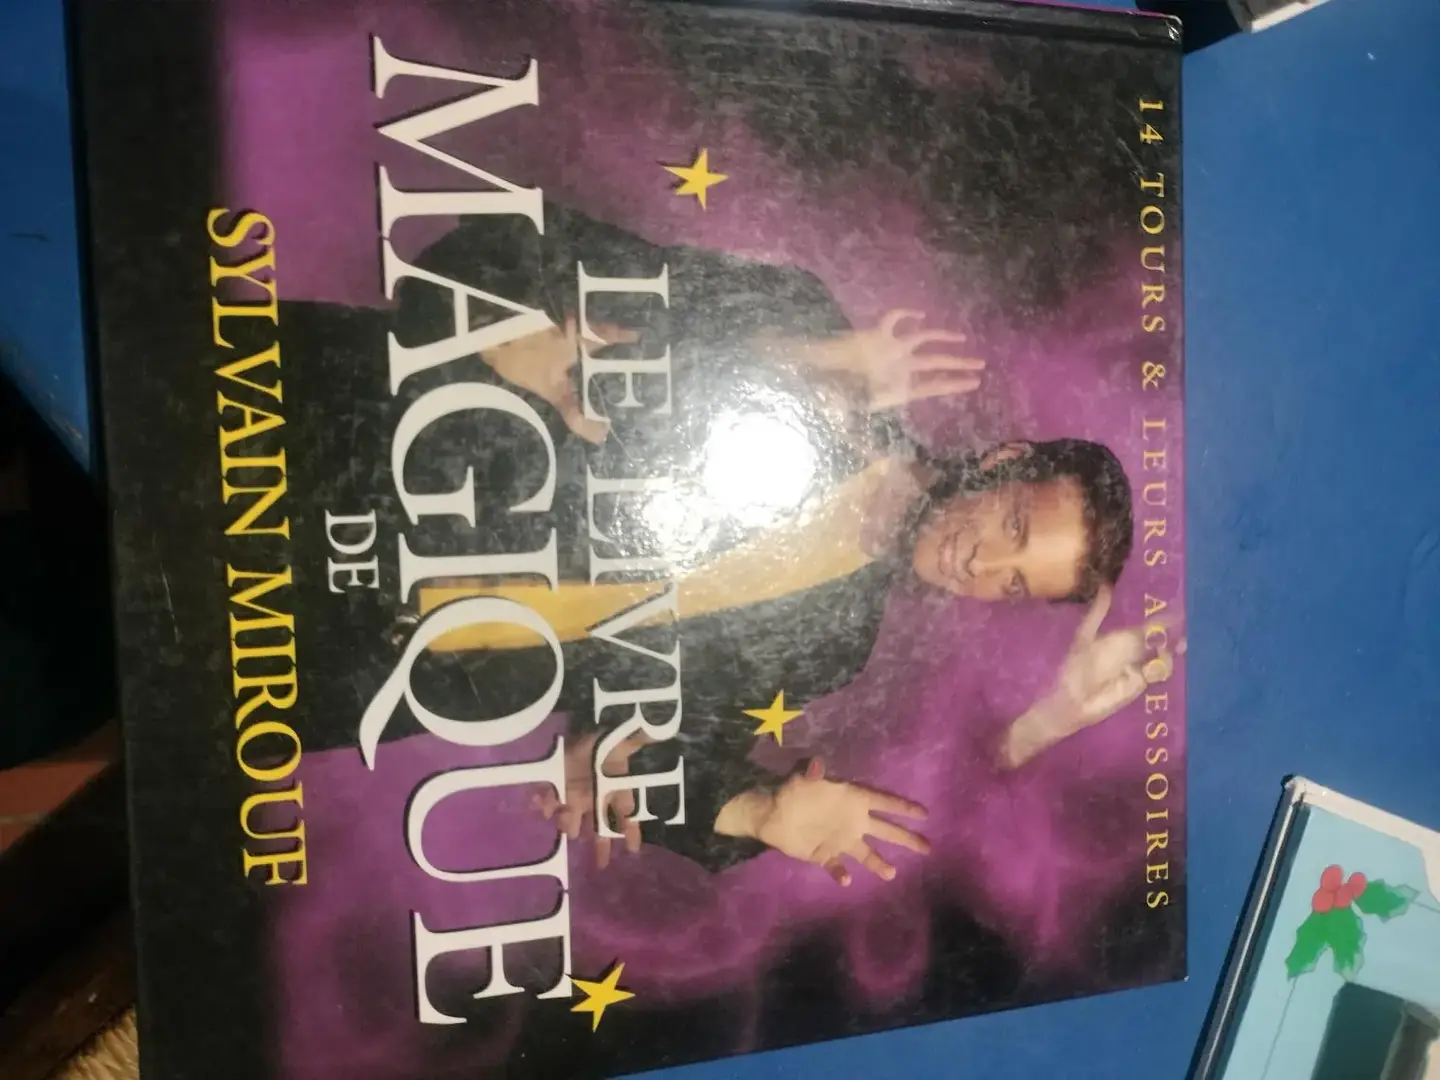 14 TOURS & LEURS ACCESSOIRES
LE LIVRE
MAGIQUE
DE
SYLVAIN MIROUF